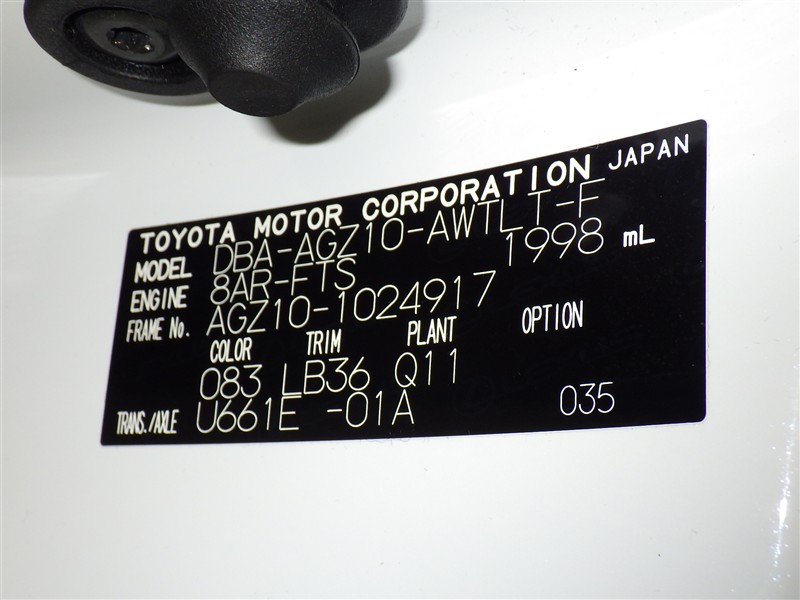 TOYOTA MOTOR CORPORATION JAPAN
MODEL DBA-AGZ10-AWTLT-F
ENGINE 8AR-FTS 1998 mL
FRAME No. AGZ10-1024917
COLOR TRIM PLANT OPTION
083 LB36 Q11
TRANS./AXLE U661E -01A 035